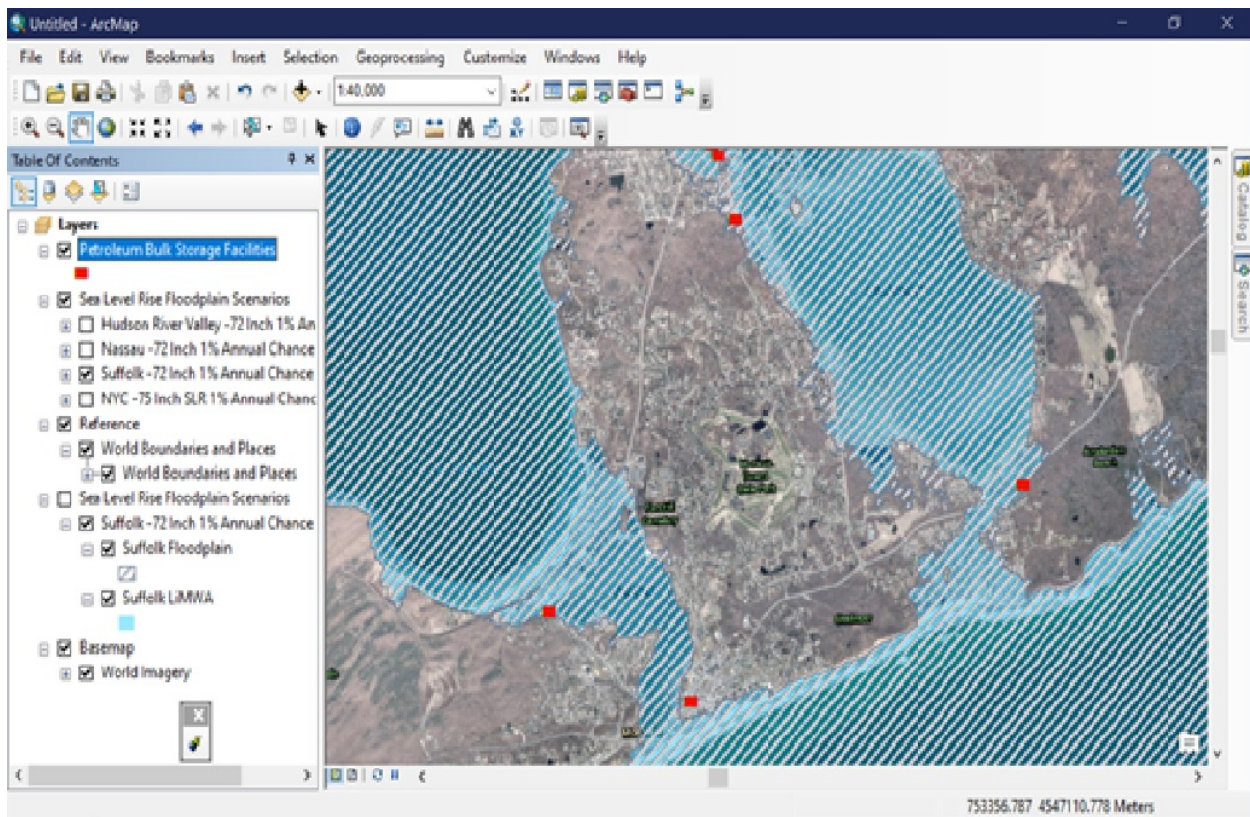 Untitled - ArcMap
File Edit View Bookmarks Insert Selection Geoprocessing Customize Windows Help
1:40,000
Table Of Contents
Layers
Petroleum Bulk Storage Facilities
Sea Level Rise Floodplain Scenarios
Hudson River Valley -72 Inch 1% An
Nassau -72 Inch 1% Annual Chance
Suffolk -72 Inch 1% Annual Chance
NYC -75 Inch SLR 1% Annual Chanc
Reference
World Boundaries and Places
World Boundaries and Places
Sea Level Rise Floodplain Scenarios
Suffolk -72 Inch 1% Annual Chance
Suffolk Floodplain
Suffolk LiMWA
Basemap
World Imagery
Catalog
Search
753356.787 4547110.778 Meters